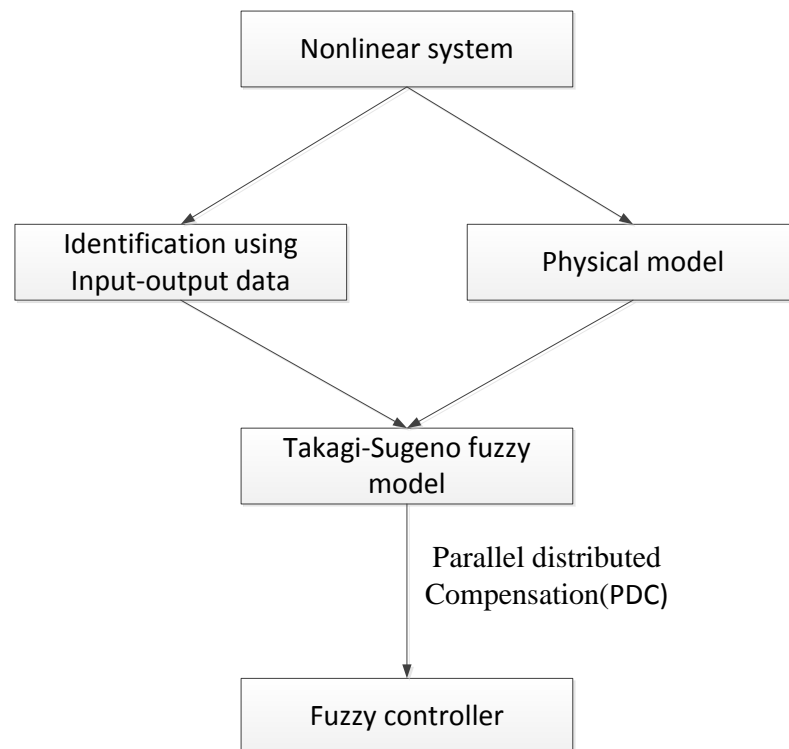 Nonlinear system
Identification using
Input-output data
Physical model
Takagi-Sugeno fuzzy
model
Parallel distributed
Compensation(PDC)
Fuzzy controller